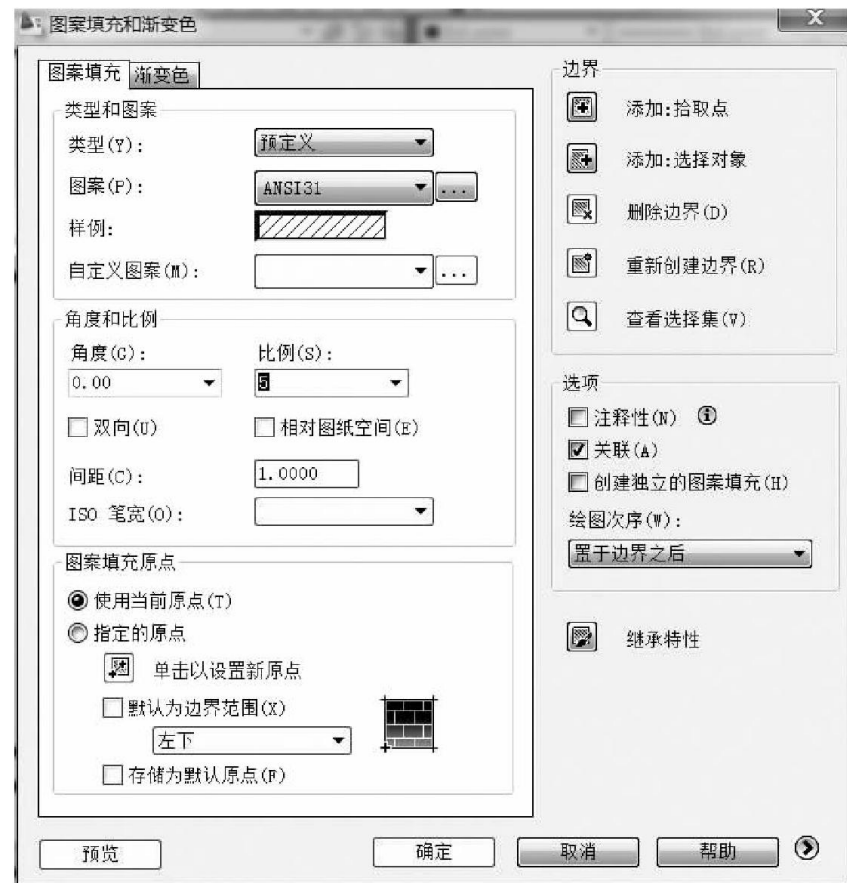 图案填充和渐变色
图案填充 渐变色
类型和图案
类型(Y): 预定义
图案(P): ANSI31 ...
样例:
自定义图案(M): ...
角度和比例
角度(G): 比例(S):
0.00 5
双向(U) 相对图纸空间(E)
间距(C): 1.0000
ISO 笔宽(O):
图案填充原点
使用当前原点(T)
指定的原点
单击以设置新原点
默认为边界范围(X)
左下
存储为默认原点(F)
边界
添加:拾取点
添加:选择对象
删除边界(D)
重新创建边界(R)
查看选择集(V)
选项
注释性(N)
关联(A)
创建独立的图案填充(H)
绘图次序(W):
置于边界之后
继承特性
预览 确定 取消 帮助